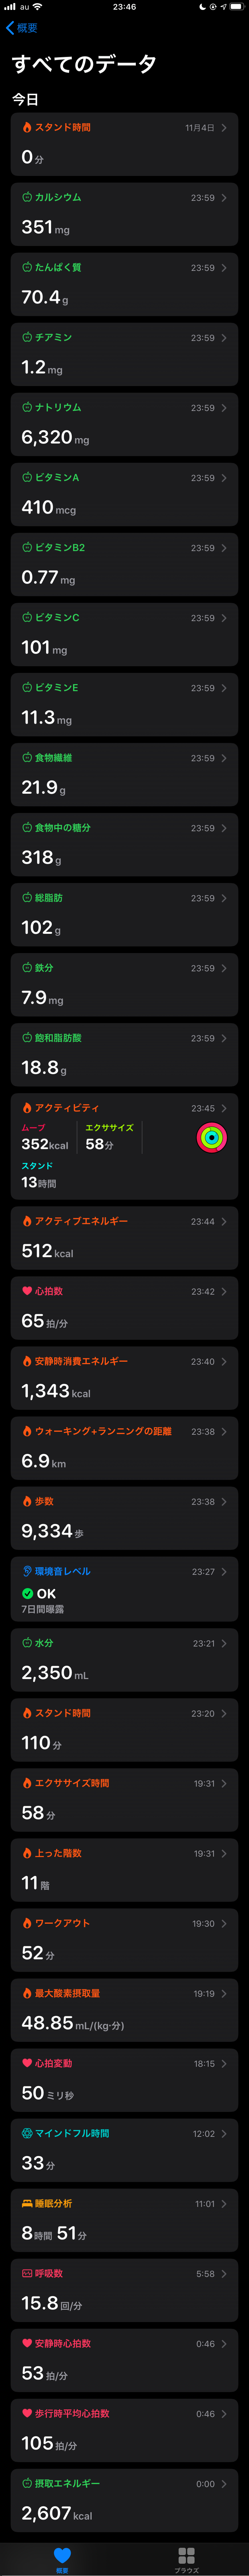 au
23:46
概要
すべてのデータ
今日
スタンド時間 11月4日
0分
カルシウム 23:59
351mg
たんぱく質 23:59
70.4g
チアミン 23:59
1.2mg
ナトリウム 23:59
6,320mg
ビタミンA 23:59
410mcg
ビタミンB2 23:59
0.77mg
ビタミンC 23:59
101mg
ビタミンE 23:59
11.3mg
食物繊維 23:59
21.9g
食物中の糖分 23:59
318g
総脂肪 23:59
102g
鉄分 23:59
7.9mg
飽和脂肪酸 23:59
18.8g
アクティビティ 23:45
ムーブ エクササイズ
352kcal 58分
スタンド
13時間
アクティブエネルギー 23:44
512kcal
心拍数 23:42
65拍/分
安静時消費エネルギー 23:40
1,343kcal
ウォーキング+ランニングの距離 23:38
6.9km
歩数 23:38
9,334歩
環境音レベル 23:27
OK
7日間曝露
水分 23:21
2,350mL
スタンド時間 23:20
110分
エクササイズ時間 19:31
58分
上った階数 19:31
11階
ワークアウト 19:30
52分
最大酸素摂取量 19:19
48.85mL/(kg·分)
心拍変動 18:15
50ミリ秒
マインドフル時間 12:02
33分
睡眠分析 11:01
8時間 51分
呼吸数 5:58
15.8回/分
安静時心拍数 0:46
53拍/分
歩行時平均心拍数 0:46
105拍/分
摂取エネルギー 0:00
2,607kcal
概要 ブラウズ